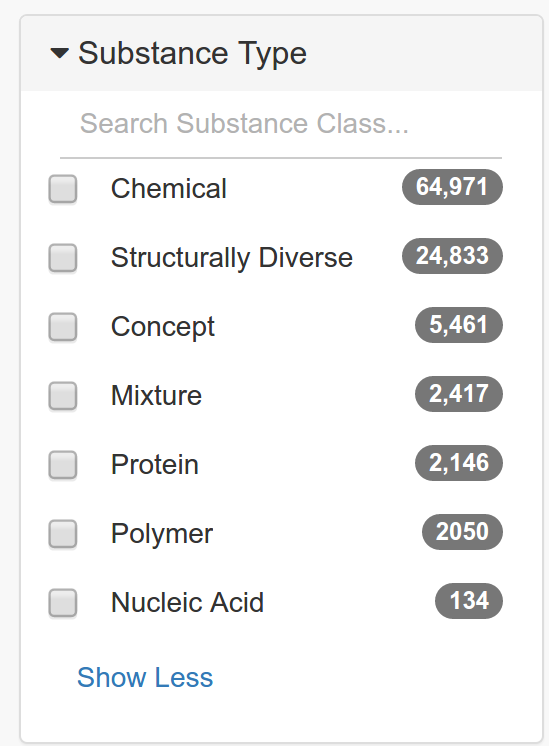 Substance Type
Search Substance Class...
Chemical 64,971
Structurally Diverse 24,833
Concept 5,461
Mixture 2,417
Protein 2,146
Polymer 2050
Nucleic Acid 134
Show Less